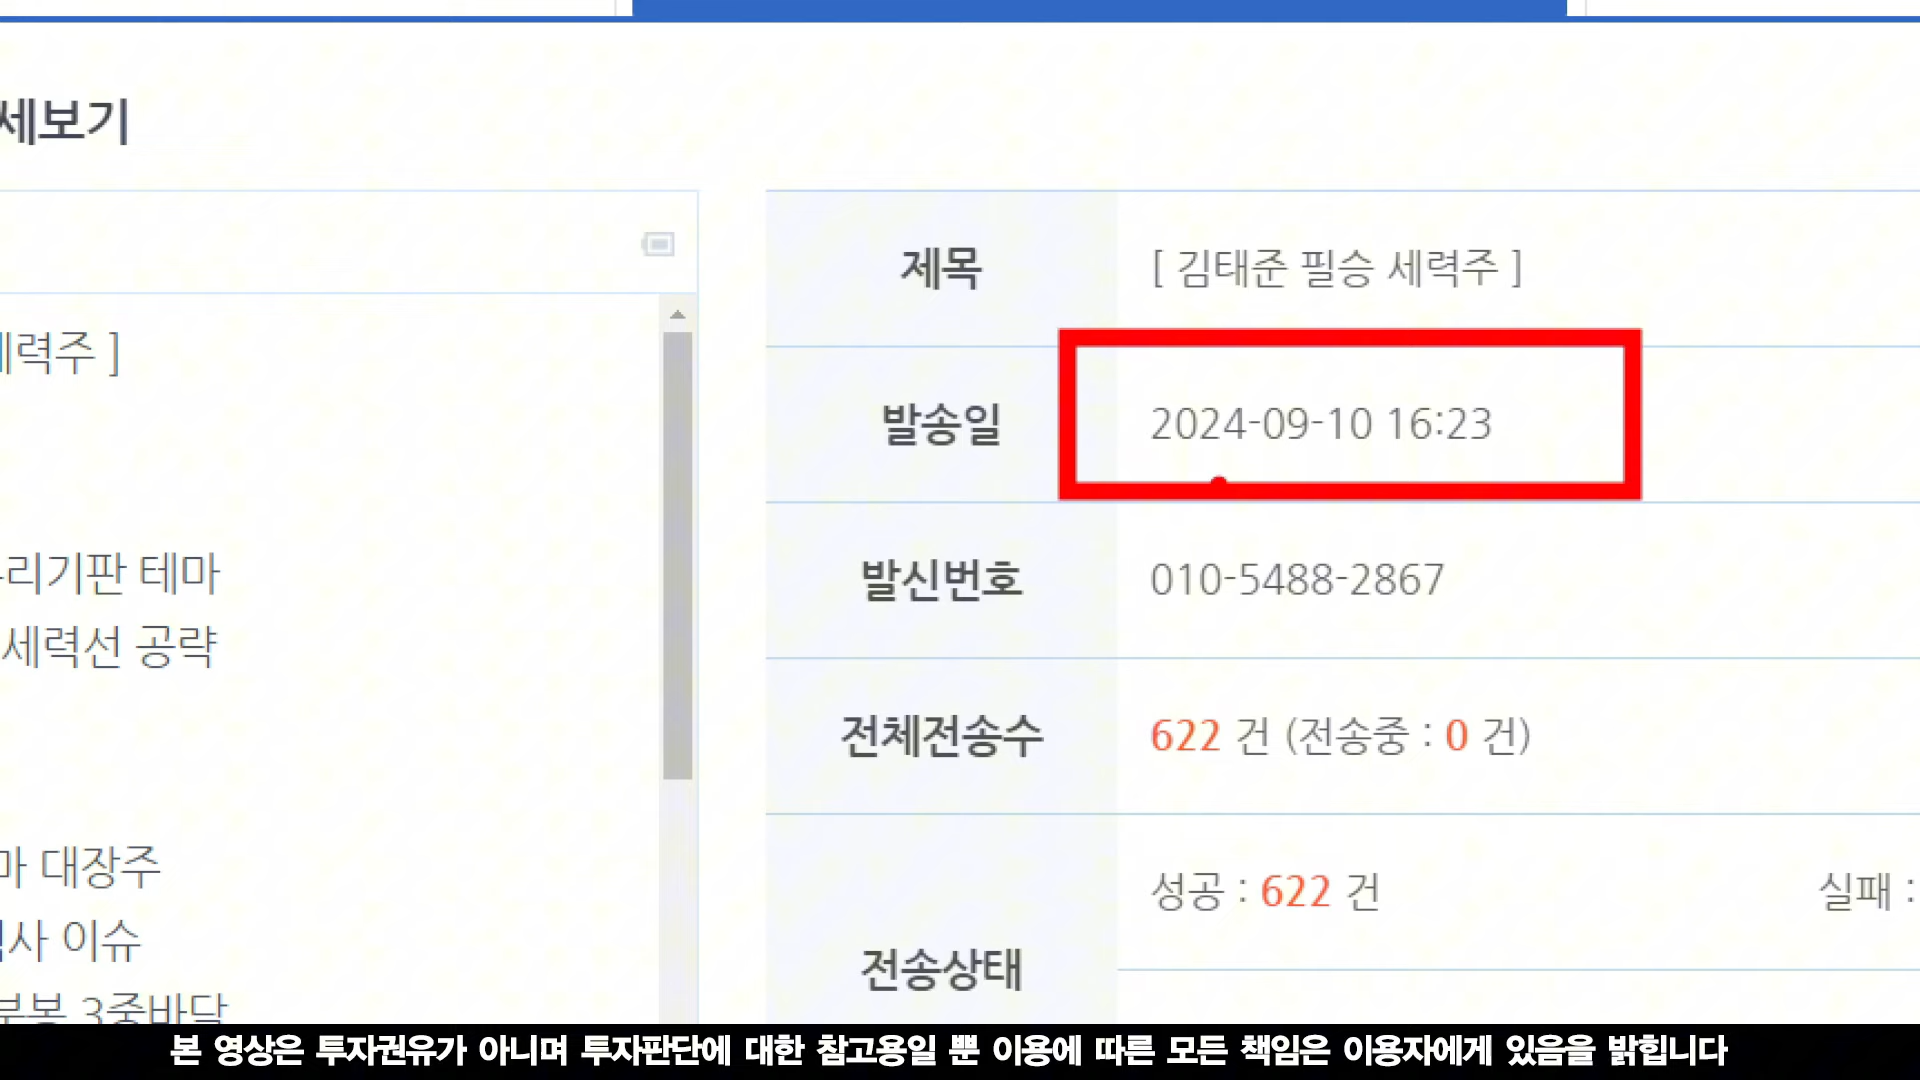 세보기
세력주 ]
유리기판 테마
세력선 공략
대장주
이슈
3중바닥
제목 [ 김태준 필승 세력주 ]
발송일 2024-09-10 16:23
발신번호 010-5488-2867
전체전송수 622 건 (전송중 : 0 건)
성공 : 622 건 실패 :
전송상태
본 영상은 투자권유가 아니며 투자판단에 대한 참고용일 뿐 이용에 따른 모든 책임은 이용자에게 있음을 밝힙니다